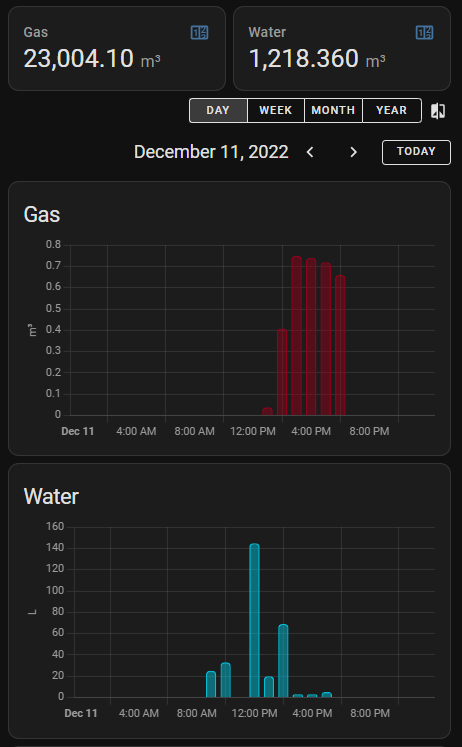 Gas
23,004.10 m³
Water
1,218.360 m³
DAY WEEK MONTH YEAR
December 11, 2022 < > TODAY
Gas
0.8
0.7
0.6
0.5
0.4
0.3
0.2
0.1
0
m³
Dec 11 4:00 AM 8:00 AM 12:00 PM 4:00 PM 8:00 PM
Water
160
140
120
100
80
60
40
20
0
L
Dec 11 4:00 AM 8:00 AM 12:00 PM 4:00 PM 8:00 PM